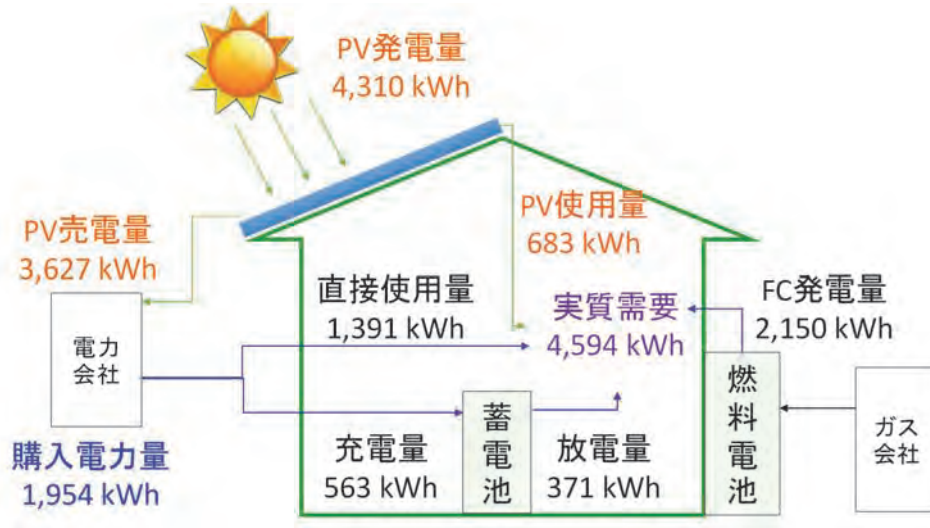 PV発電量
4,310 kWh
PV売電量
3,627 kWh
PV使用量
683 kWh
直接使用量
1,391 kWh
実質需要
4,594 kWh
FC発電量
2,150 kWh
電力
会社
購入電力量
1,954 kWh
充電量
563 kWh
蓄電池
放電量
371 kWh
燃料電池
ガス
会社